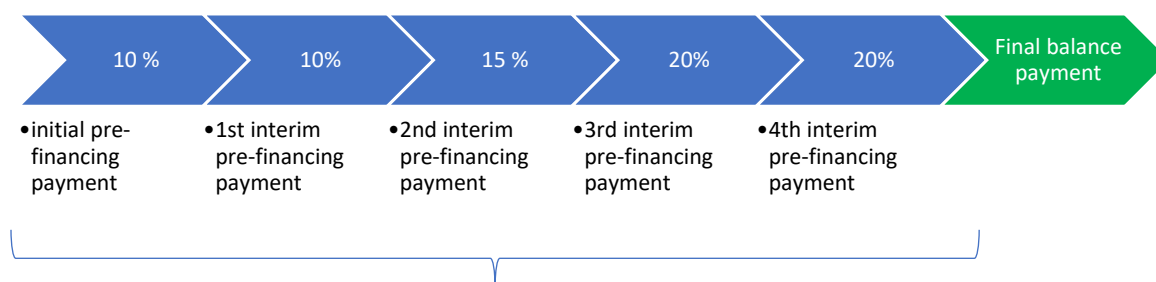 10 %
10%
15 %
20%
20%
Final balance
payment
•initial pre-
financing
payment
•1st interim
pre-financing
payment
•2nd interim
pre-financing
payment
•3rd interim
pre-financing
payment
•4th interim
pre-financing
payment